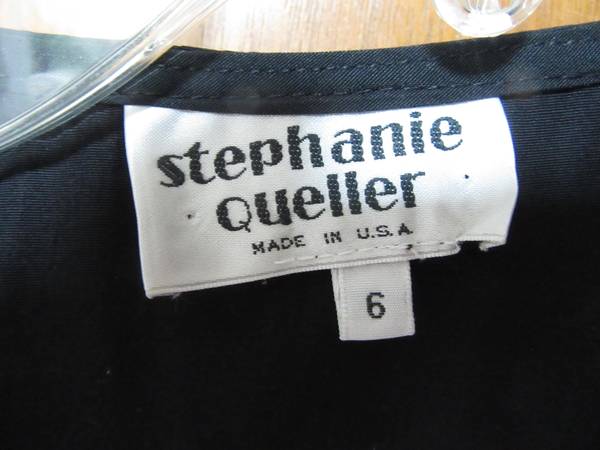 stephanie
Queller
MADE IN U.S.A.
6